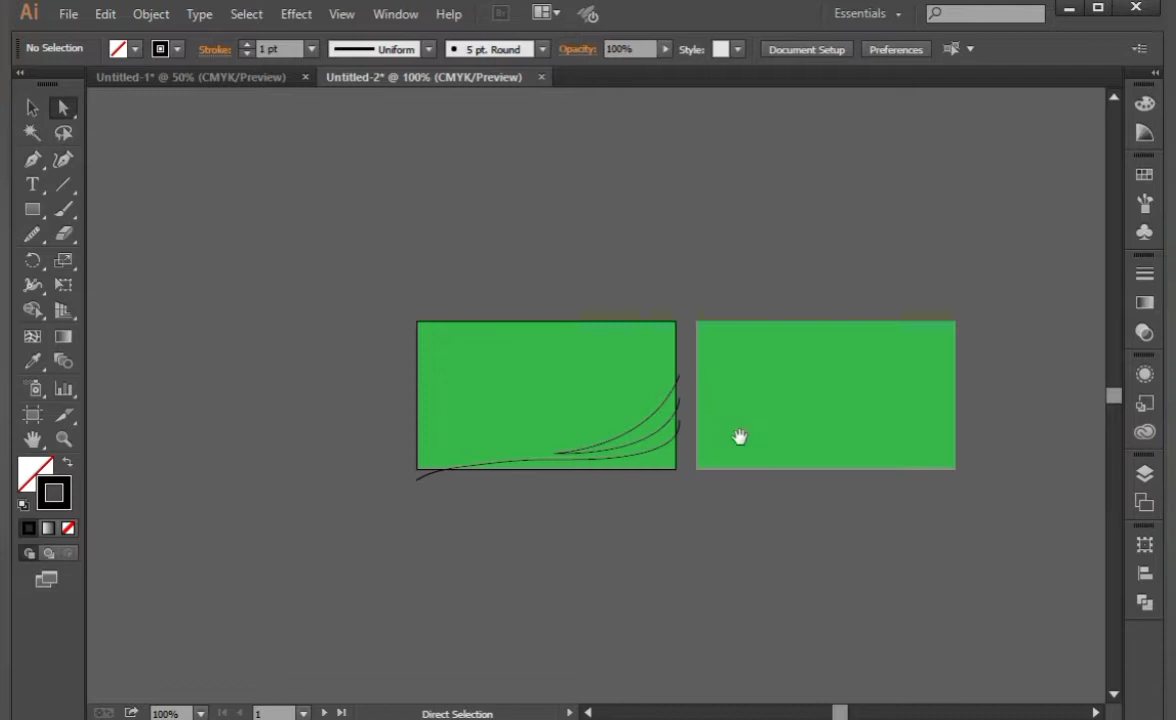 Ai File Edit Object Type Select Effect View Window Help Br Essentials
No Selection Stroke: 1 pt Uniform 5 pt. Round Opacity: 100% Style: Document Setup Preferences
Untitled-1* @ 50% (CMYK/Preview) × Untitled-2* @ 100% (CMYK/Preview) ×
T
100% 1 Direct Selection